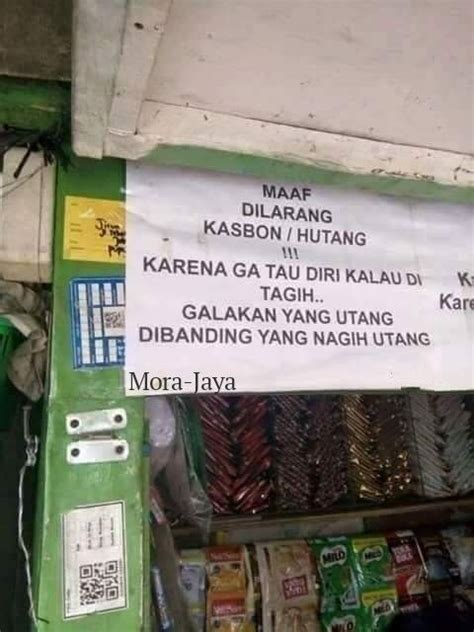 MAAF
DILARANG
KASBON / HUTANG
!!!
KARENA GA TAU DIRI KALAU DI
TAGIH..
GALAKAN YANG UTANG
DIBANDING YANG NAGIH UTANG
Kare
Mora-Jaya
MILO
MILO